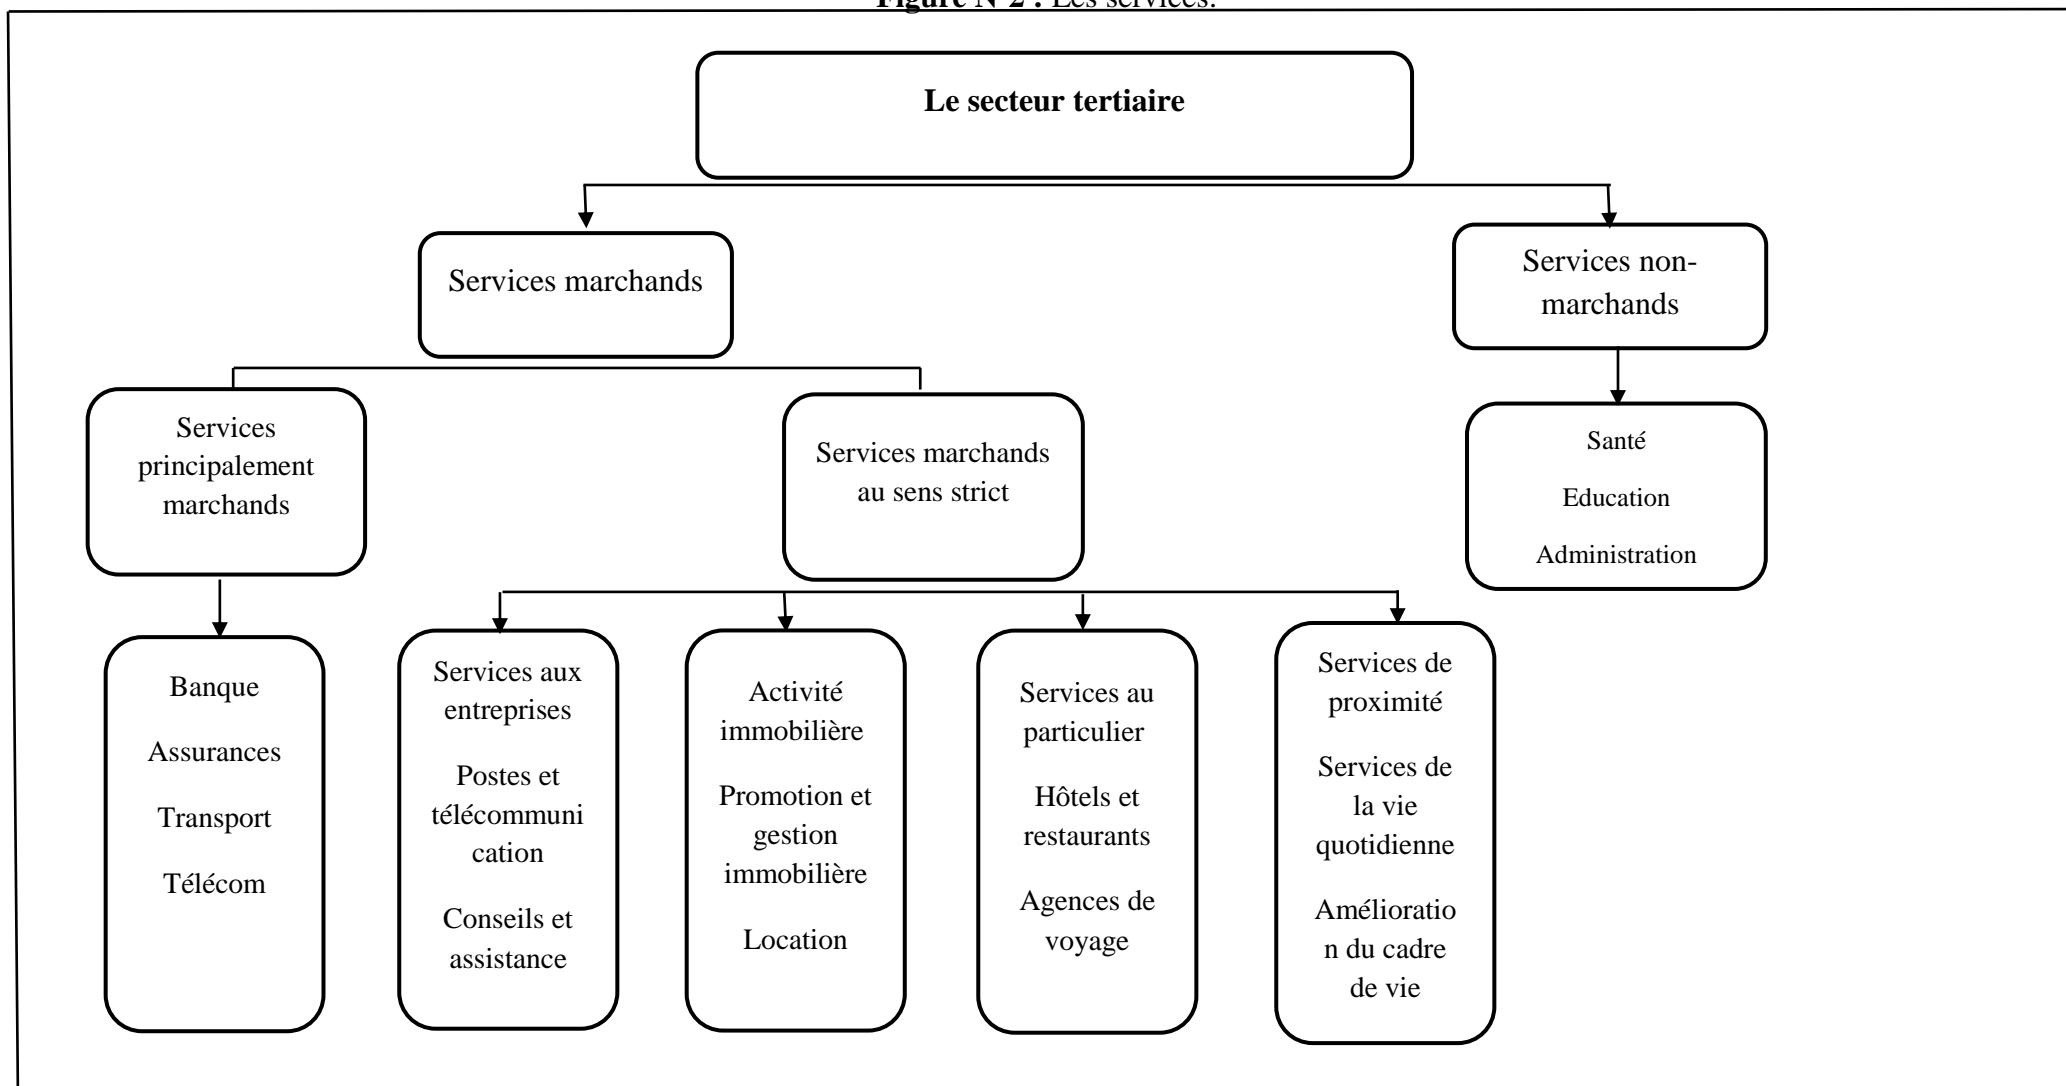 Figure N°2 : Les services.
Le secteur tertiaire
Services marchands
Services non-
marchands
Services
principalement
marchands
Services marchands
au sens strict
Santé
Education
Administration
Banque
Assurances
Transport
Télécom
Services aux
entreprises
Postes et
télécommuni
cation
Conseils et
assistance
Activité
immobilière
Promotion et
gestion
immobilière
Location
Services au
particulier
Hôtels et
restaurants
Agences de
voyage
Services de
proximité
Services de
la vie
quotidienne
Amélioratio
n du cadre
de vie